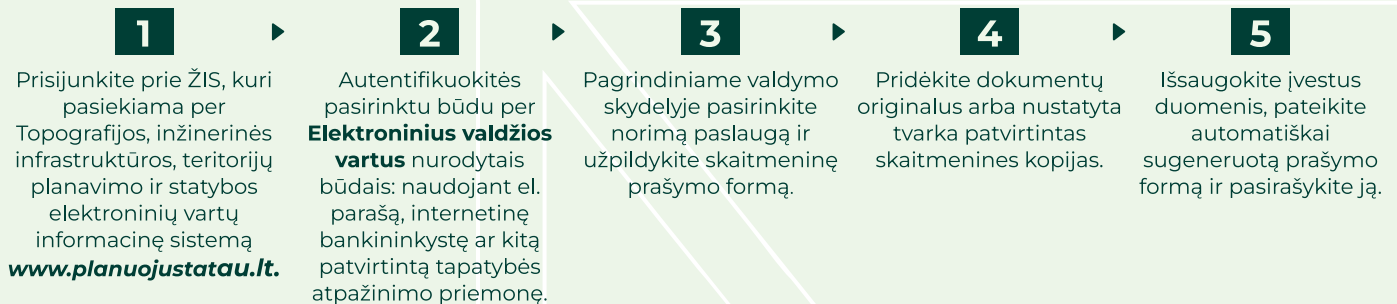 1
Prisijunkite prie ŽIS, kuri
pasiekiama per
Topografijos, inžinerinės
infrastruktūros, teritorijų
planavimo ir statybos
elektroninių vartų
informacinę sistemą
www.planuojustatau.lt.
2
Autentifikuokitės
pasirinktu būdu per
Elektroninius valdžios
vartus nurodytais
būdais: naudojant el.
parašą, internetinę
bankininkystę ar kitą
patvirtintą tapatybės
atpažinimo priemonę.
3
Pagrindiniame valdymo
skydelyje pasirinkite
norimą paslaugą ir
užpildykite skaitmeninę
prašymo formą.
4
Pridėkite dokumentų
originalus arba nustatyta
tvarka patvirtintas
skaitmenines kopijas.
5
Išsaugokite įvestus
duomenis, pateikite
automatiškai
sugeneruotą prašymo
formą ir pasirašykite ją.